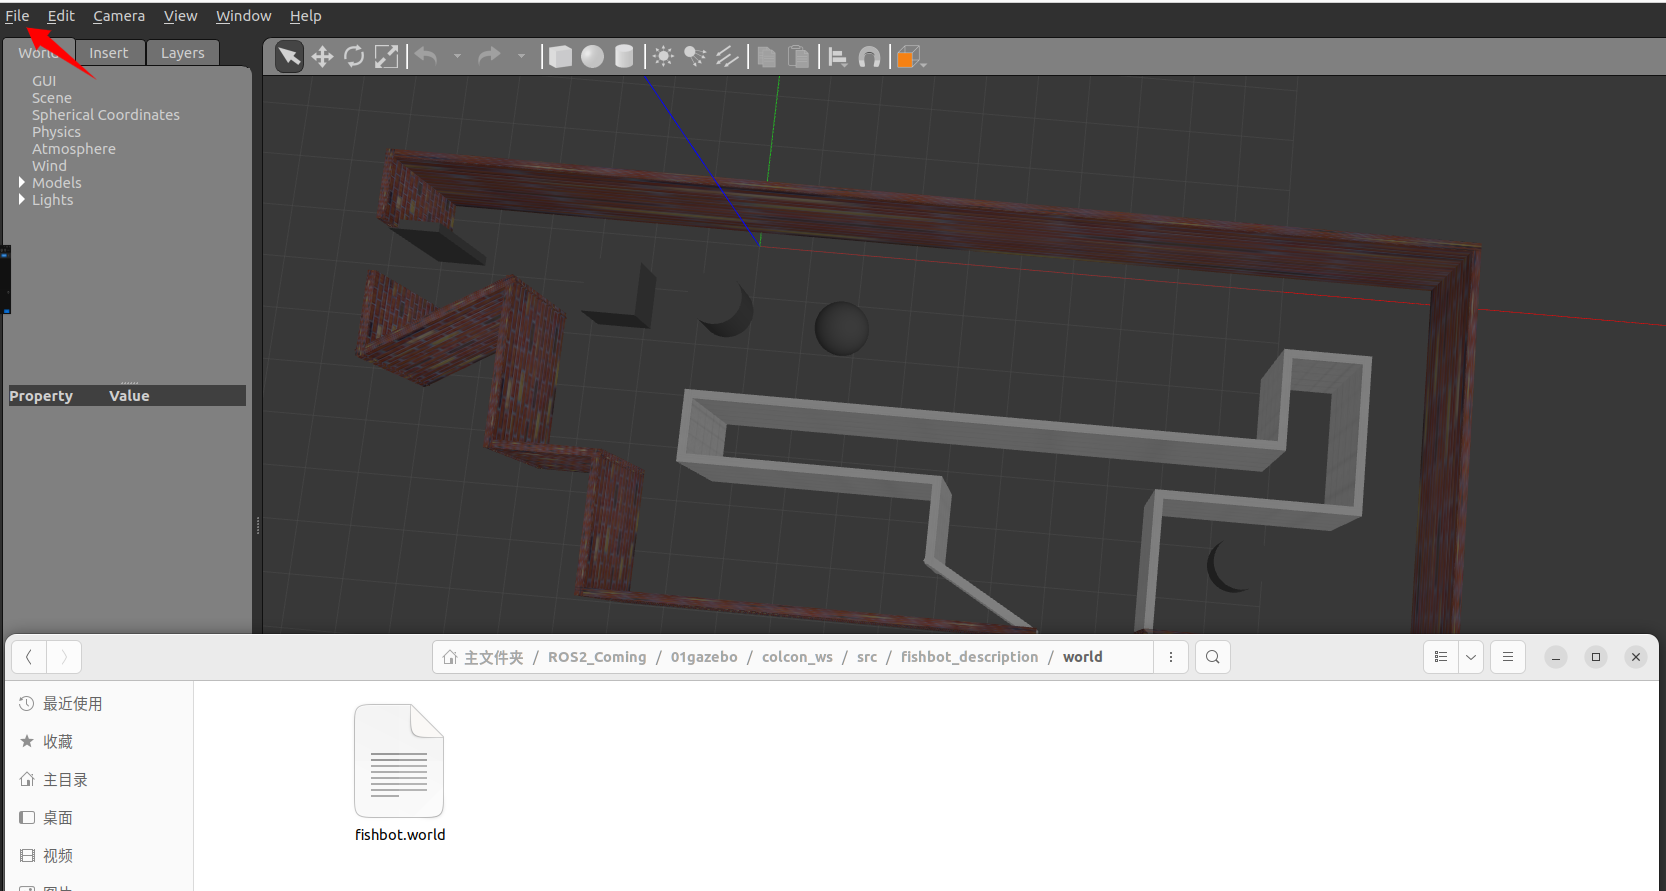 File Edit Camera View Window Help
World Insert Layers
GUI
Scene
Spherical Coordinates
Physics
Atmosphere
Wind
Models
Lights
Property Value
主文件夹 / ROS2_Coming / 01gazebo / colcon_ws / src / fishbot_description / world
最近使用
收藏
主目录
桌面
视频
图片
fishbot.world